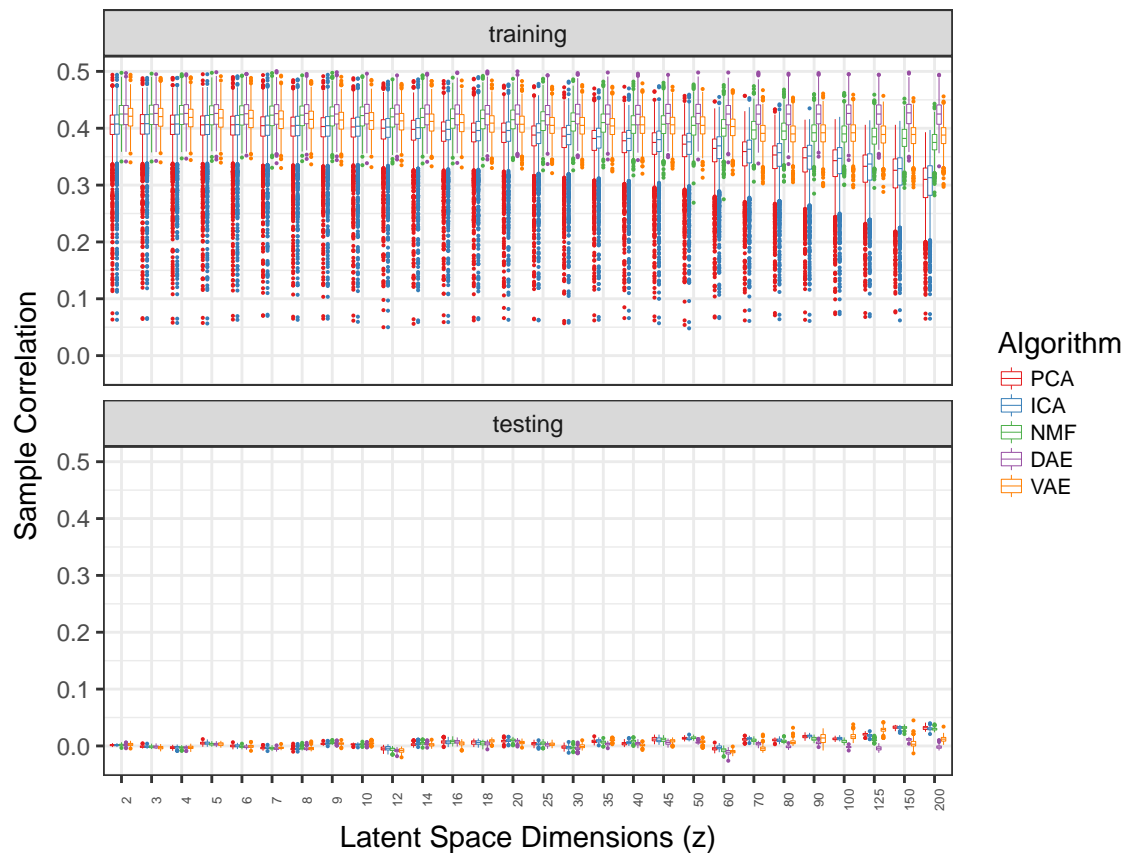 training
0.5
0.4
0.3
0.2
0.1
0.0
testing
0.5
0.4
0.3
0.2
0.1
0.0
Sample Correlation
2 3 4 5 6 7 8 9 10 12 14 16 18 20 25 30 35 40 45 50 60 70 80 90 100 125 150 200
Latent Space Dimensions (z)
Algorithm
PCA
ICA
NMF
DAE
VAE